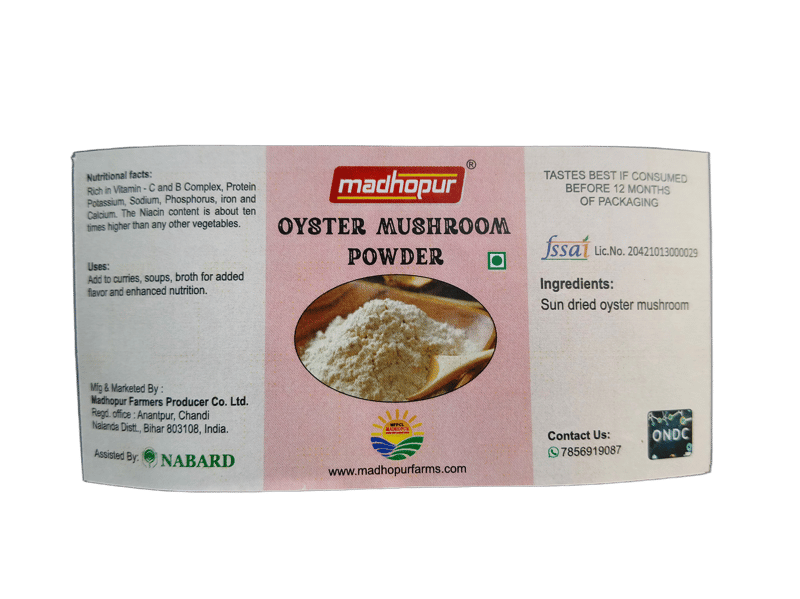 Nutritional facts:
Rich in Vitamin - C and B Complex, Protein
Potassium, Sodium, Phosphorus, iron and
Calcium. The Niacin content is about ten
times higher than any other vegetables.
Uses:
Add to curries, soups, broth for added
flavor and enhanced nutrition.
Mfg & Marketed By :
Madhopur Farmers Producer Co. Ltd.
Regd. office : Anantpur, Chandi
Nalanda Distt., Bihar 803108, India.
Assisted By: NABARD
madhopur®
OYSTER MUSHROOM
POWDER
MFPCL
MADHOPUR
www.madhopurfarms.com
TASTES BEST IF CONSUMED
BEFORE 12 MONTHS
OF PACKAGING
fssai Lic.No. 20421013000029
Ingredients:
Sun dried oyster mushroom
Contact Us:
7856919087
ONDC